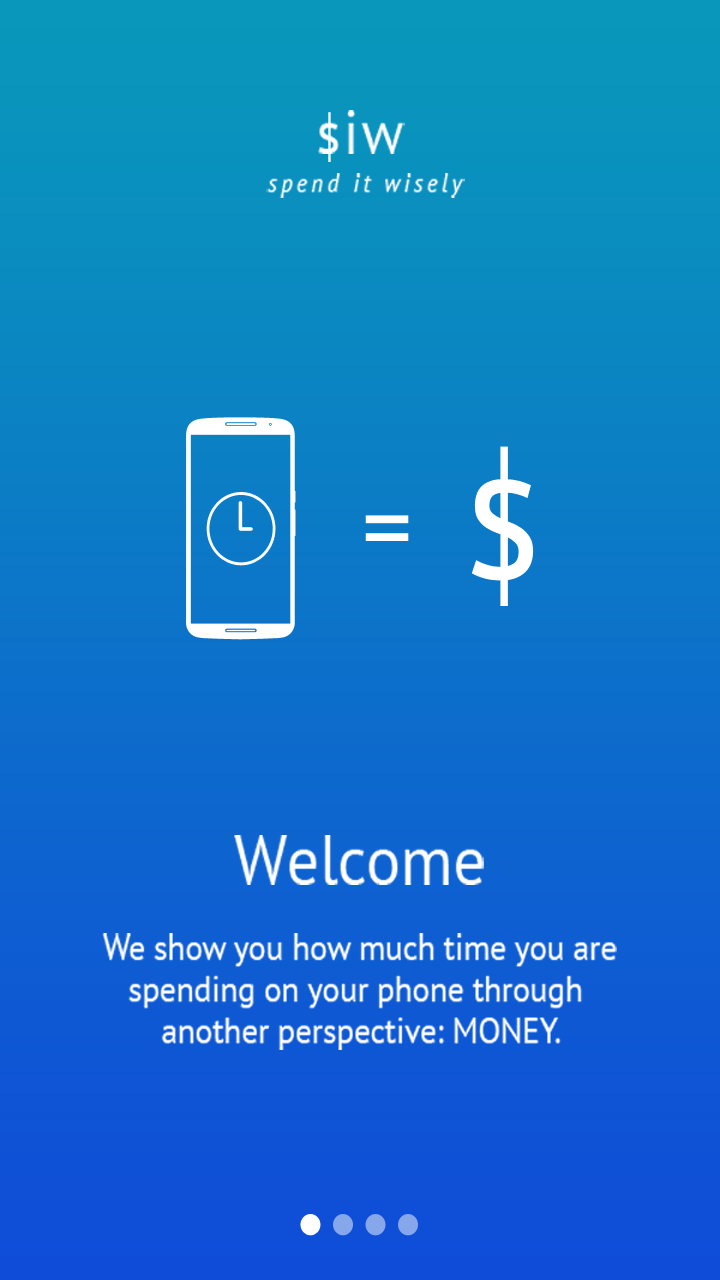 $iw
spend it wisely
= $
Welcome
We show you how much time you are
spending on your phone through
another perspective: MONEY.